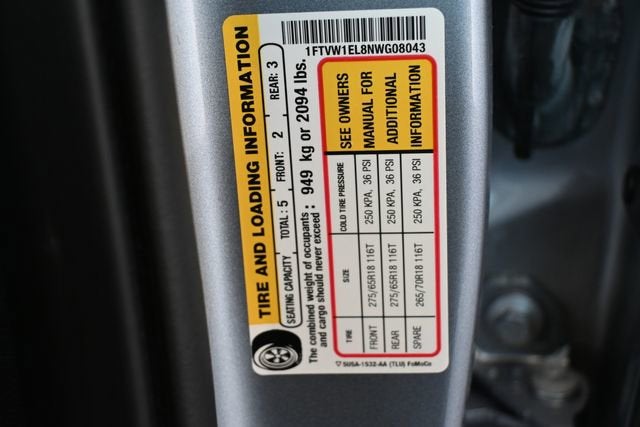 1FTVW1EL8NWG08043
TIRE AND LOADING INFORMATION
SEATING CAPACITY TOTAL: 5 FRONT: 2 REAR: 3
The combined weight of occupants and cargo should never exceed: 949 kg or 2094 lbs.
TIRE SIZE COLD TIRE PRESSURE SEE OWNERS
FRONT 275/65R18 116T 250 KPA, 36 PSI MANUAL FOR
REAR 275/65R18 116T 250 KPA, 36 PSI ADDITIONAL
SPARE 265/70R18 116T 250 KPA, 36 PSI INFORMATION
5USA-1532-AA (TLU) FoMoCo